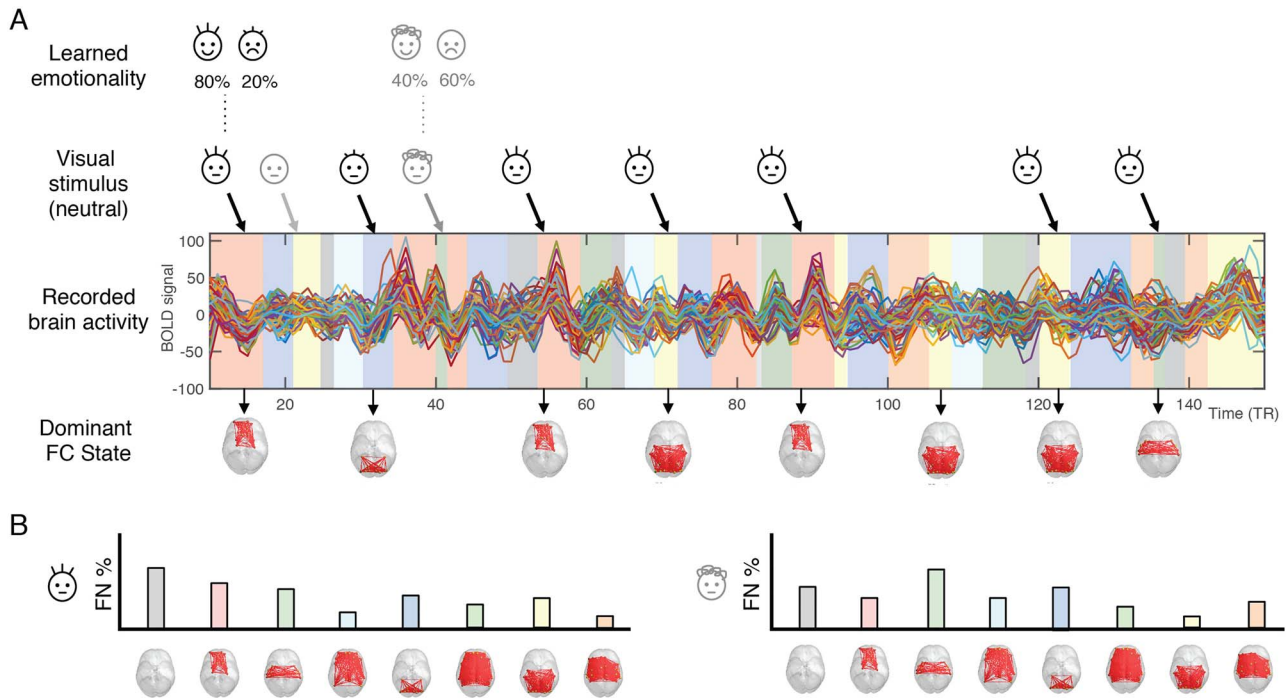 A
Learned
emotionality
80% 20%
40% 60%
Visual
stimulus
(neutral)
Recorded
brain activity
BOLD signal
100
50
0
-50
-100
20 40 60 80 100 120 140 Time (TR)
Dominant
FC State
B
FN %
FN %